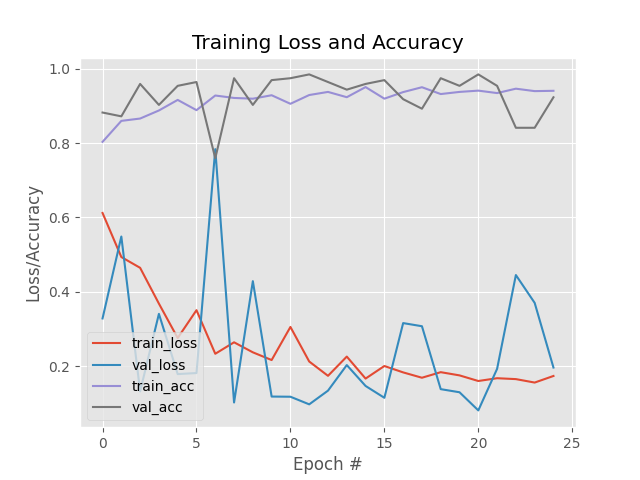 Training Loss and Accuracy
1.0
0.8
0.6
0.4
0.2
Loss/Accuracy
train_loss
val_loss
train_acc
val_acc
0 5 10 15 20 25
Epoch #